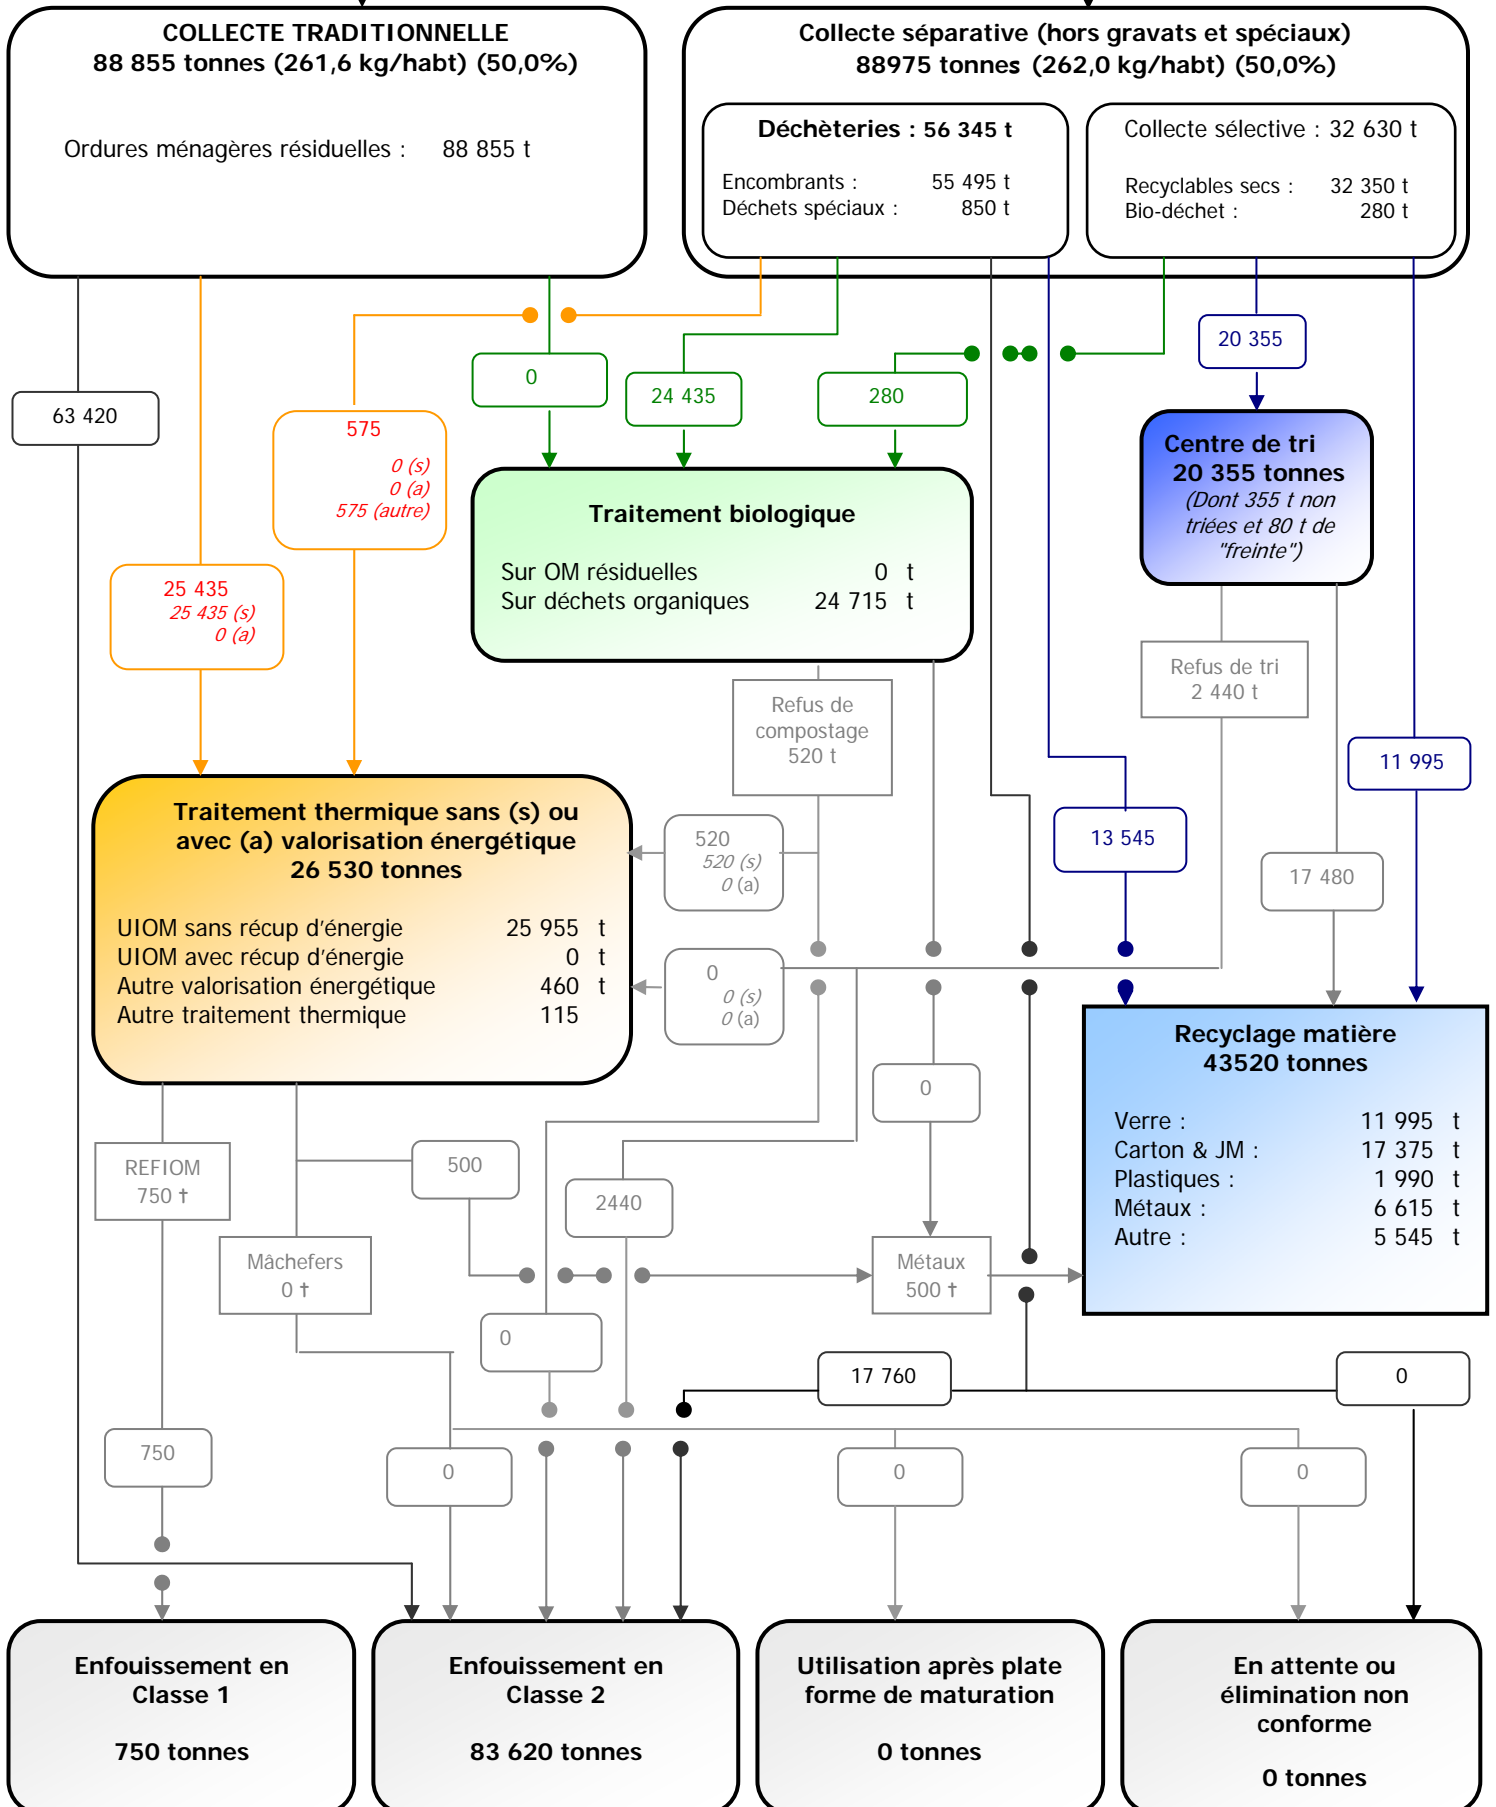 COLLECTE TRADITIONNELLE
88 855 tonnes (261,6 kg/habt) (50,0%)
Ordures ménagères résiduelles : 88 855 t
Collecte séparative (hors gravats et spéciaux)
88975 tonnes (262,0 kg/habt) (50,0%)
Déchèteries : 56 345 t
Encombrants : 55 495 t
Déchets spéciaux : 850 t
Collecte sélective : 32 630 t
Recyclables secs : 32 350 t
Bio-déchet : 280 t
20 355
0
24 435
280
63 420
575
0 (s)
0 (a)
575 (autre)
Centre de tri
20 355 tonnes
(Dont 355 t non
triées et 80 t de
"freinte")
Traitement biologique
Sur OM résiduelles 0 t
Sur déchets organiques 24 715 t
25 435
25 435 (s)
0 (a)
Refus de tri
2 440 t
Refus de
compostage
520 t
11 995
Traitement thermique sans (s) ou
avec (a) valorisation énergétique
26 530 tonnes
UIOM sans récup d'énergie 25 955 t
UIOM avec récup d'énergie 0 t
Autre valorisation énergétique 460 t
Autre traitement thermique 115
520
520 (s)
0 (a)
13 545
17 480
0
0 (s)
0 (a)
Recyclage matière
43520 tonnes
Verre : 11 995 t
Carton & JM : 17 375 t
Plastiques : 1 990 t
Métaux : 6 615 t
Autre : 5 545 t
0
REFIOM
750 t
500
2440
Mâchefers
0 t
Métaux
500 t
0
17 760
0
750
0
0
0
Enfouissement en
Classe 1
750 tonnes
Enfouissement en
Classe 2
83 620 tonnes
Utilisation après plate
forme de maturation
0 tonnes
En attente ou
élimination non
conforme
0 tonnes